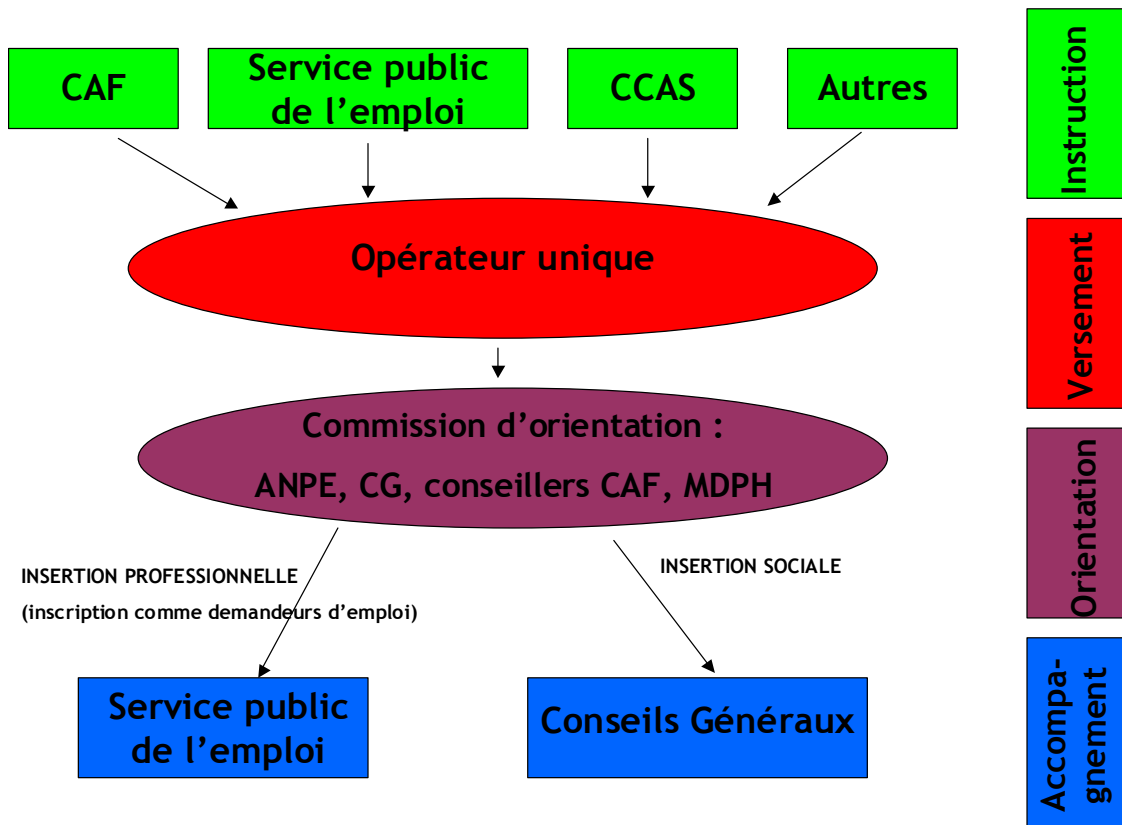 CAF
Service public
de l’emploi
CCAS
Autres
Instruction
Opérateur unique
Versement
Commission d’orientation :
ANPE, CG, conseillers CAF, MDPH
Orientation
INSERTION PROFESSIONNELLE
(inscription comme demandeurs d’emploi)
INSERTION SOCIALE
Service public
de l’emploi
Conseils Généraux
Accompa-
gnement